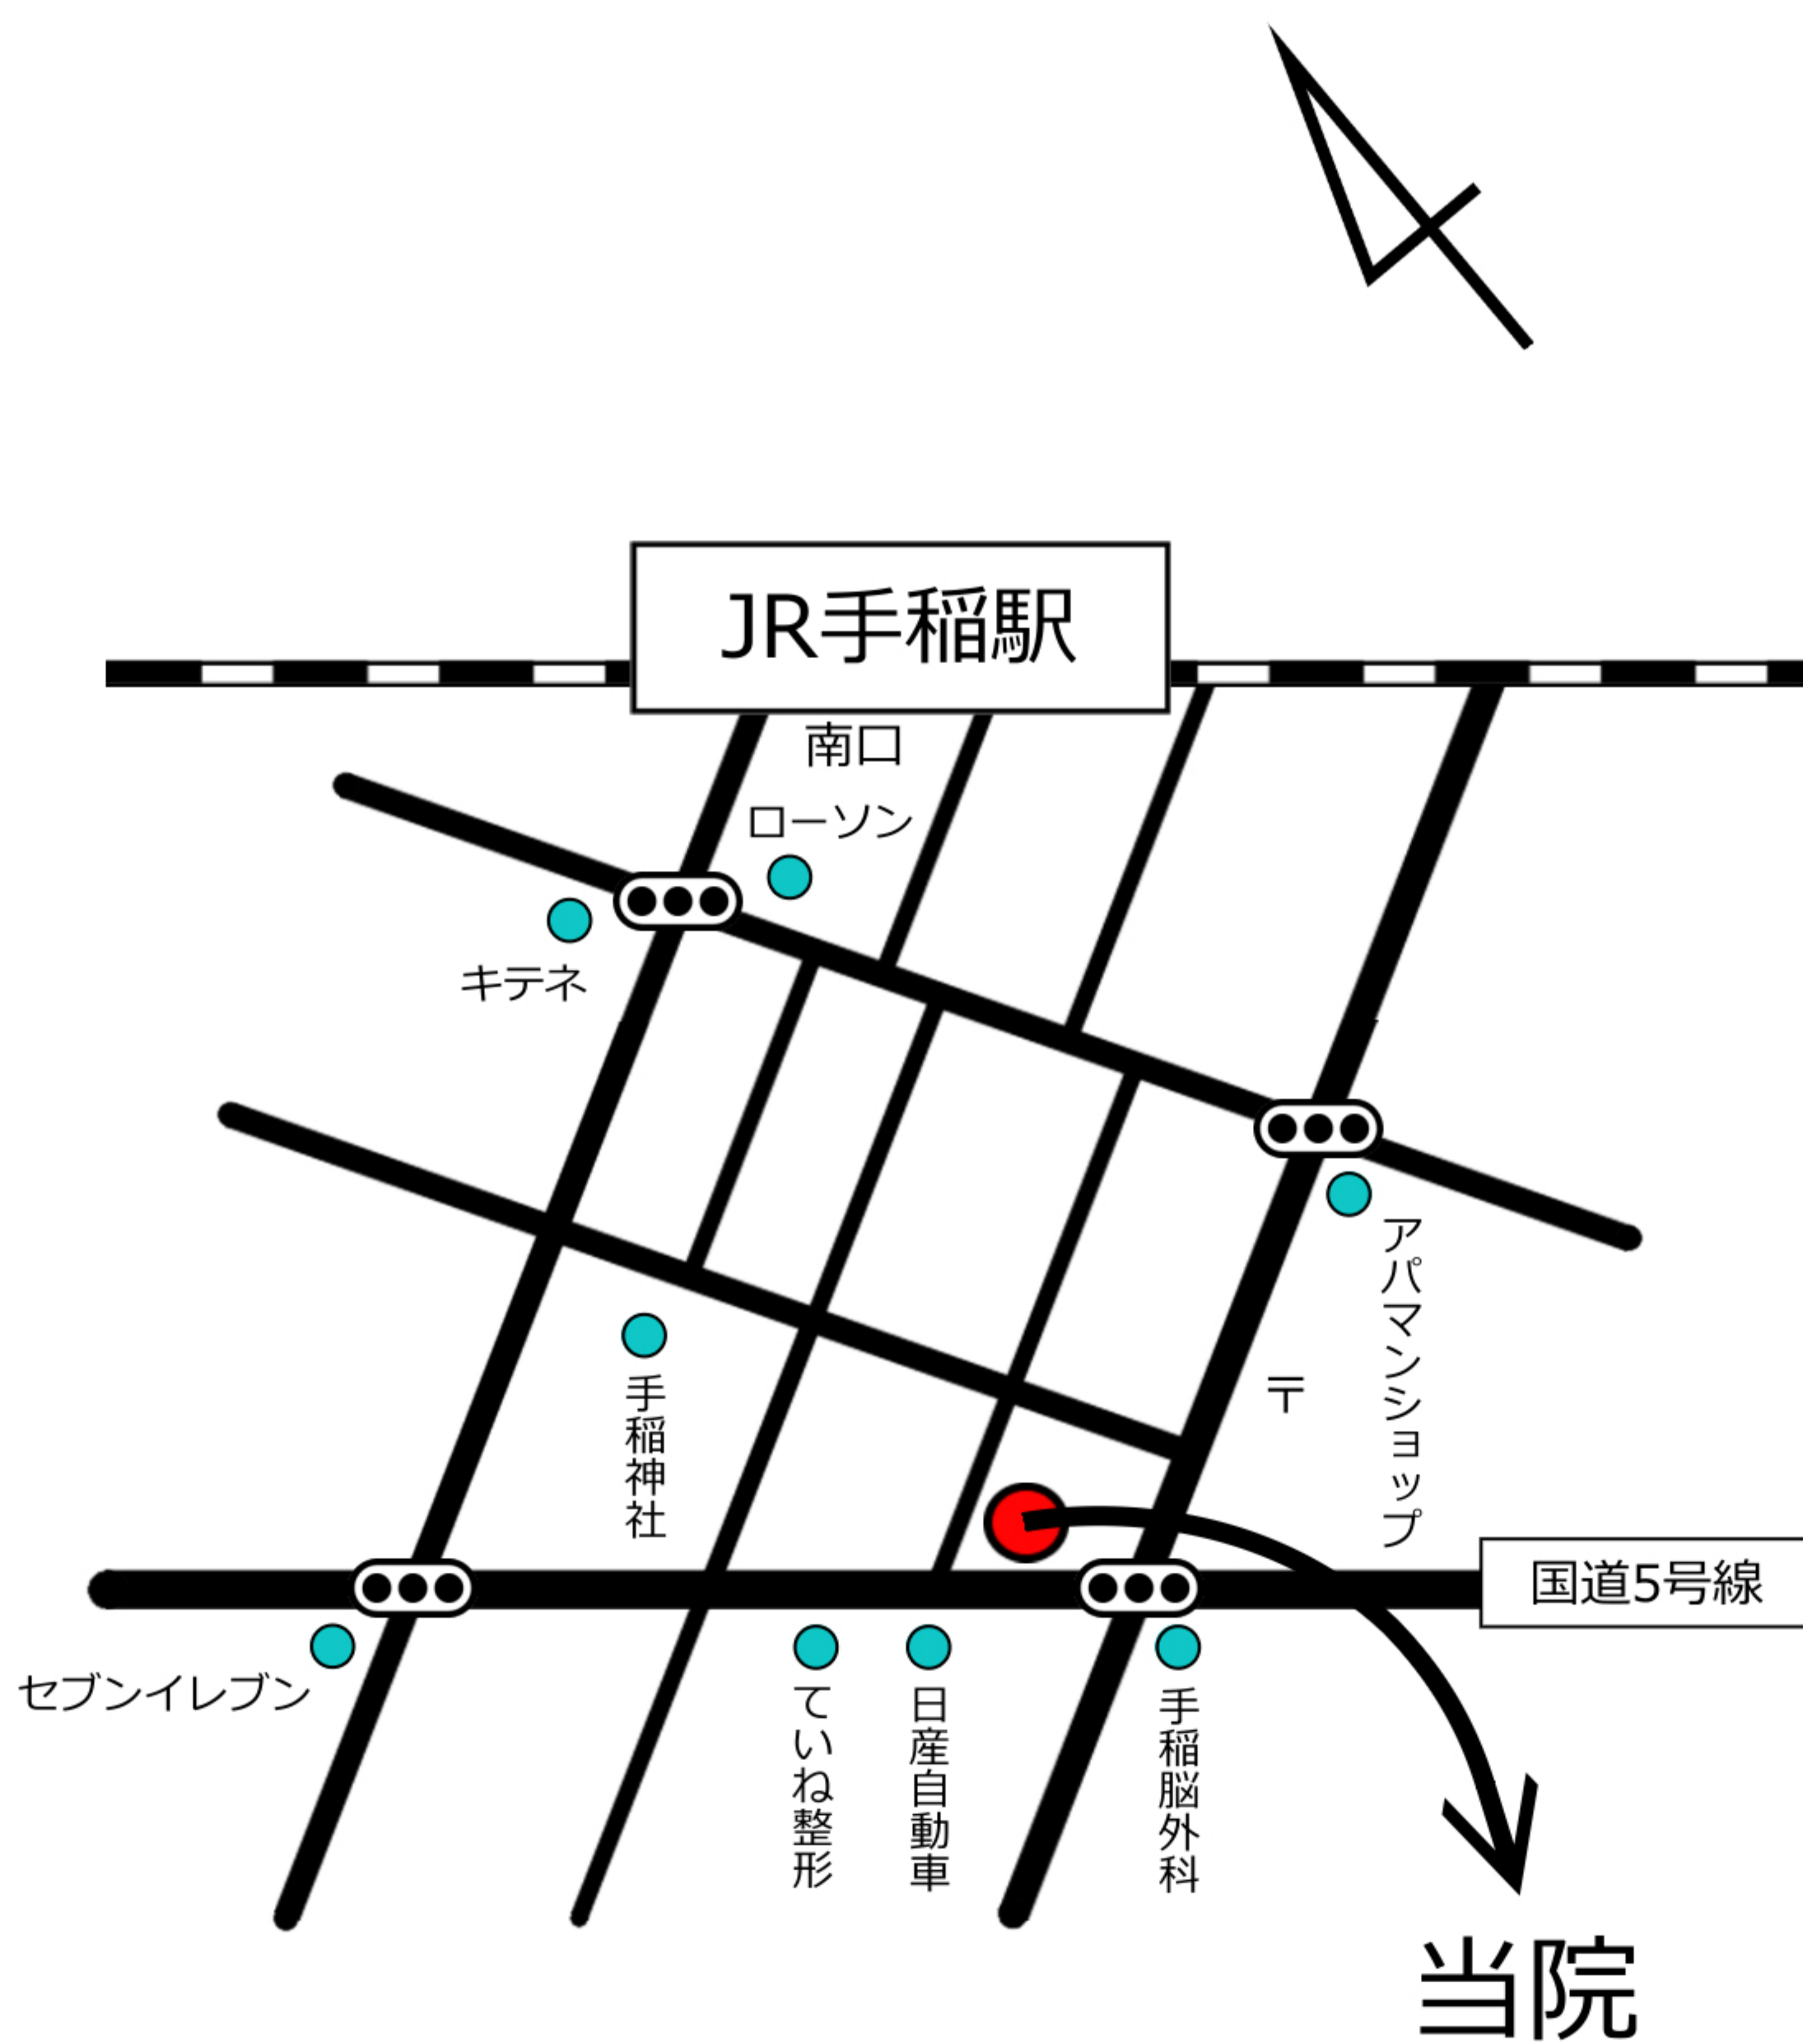 JR手稲駅
南口
ローソン
キテネ
アパマンショップ
〒
手稲神社
国道5号線
セブンイレブン
ていね整形
日産自動車
手稲脳外科
当院